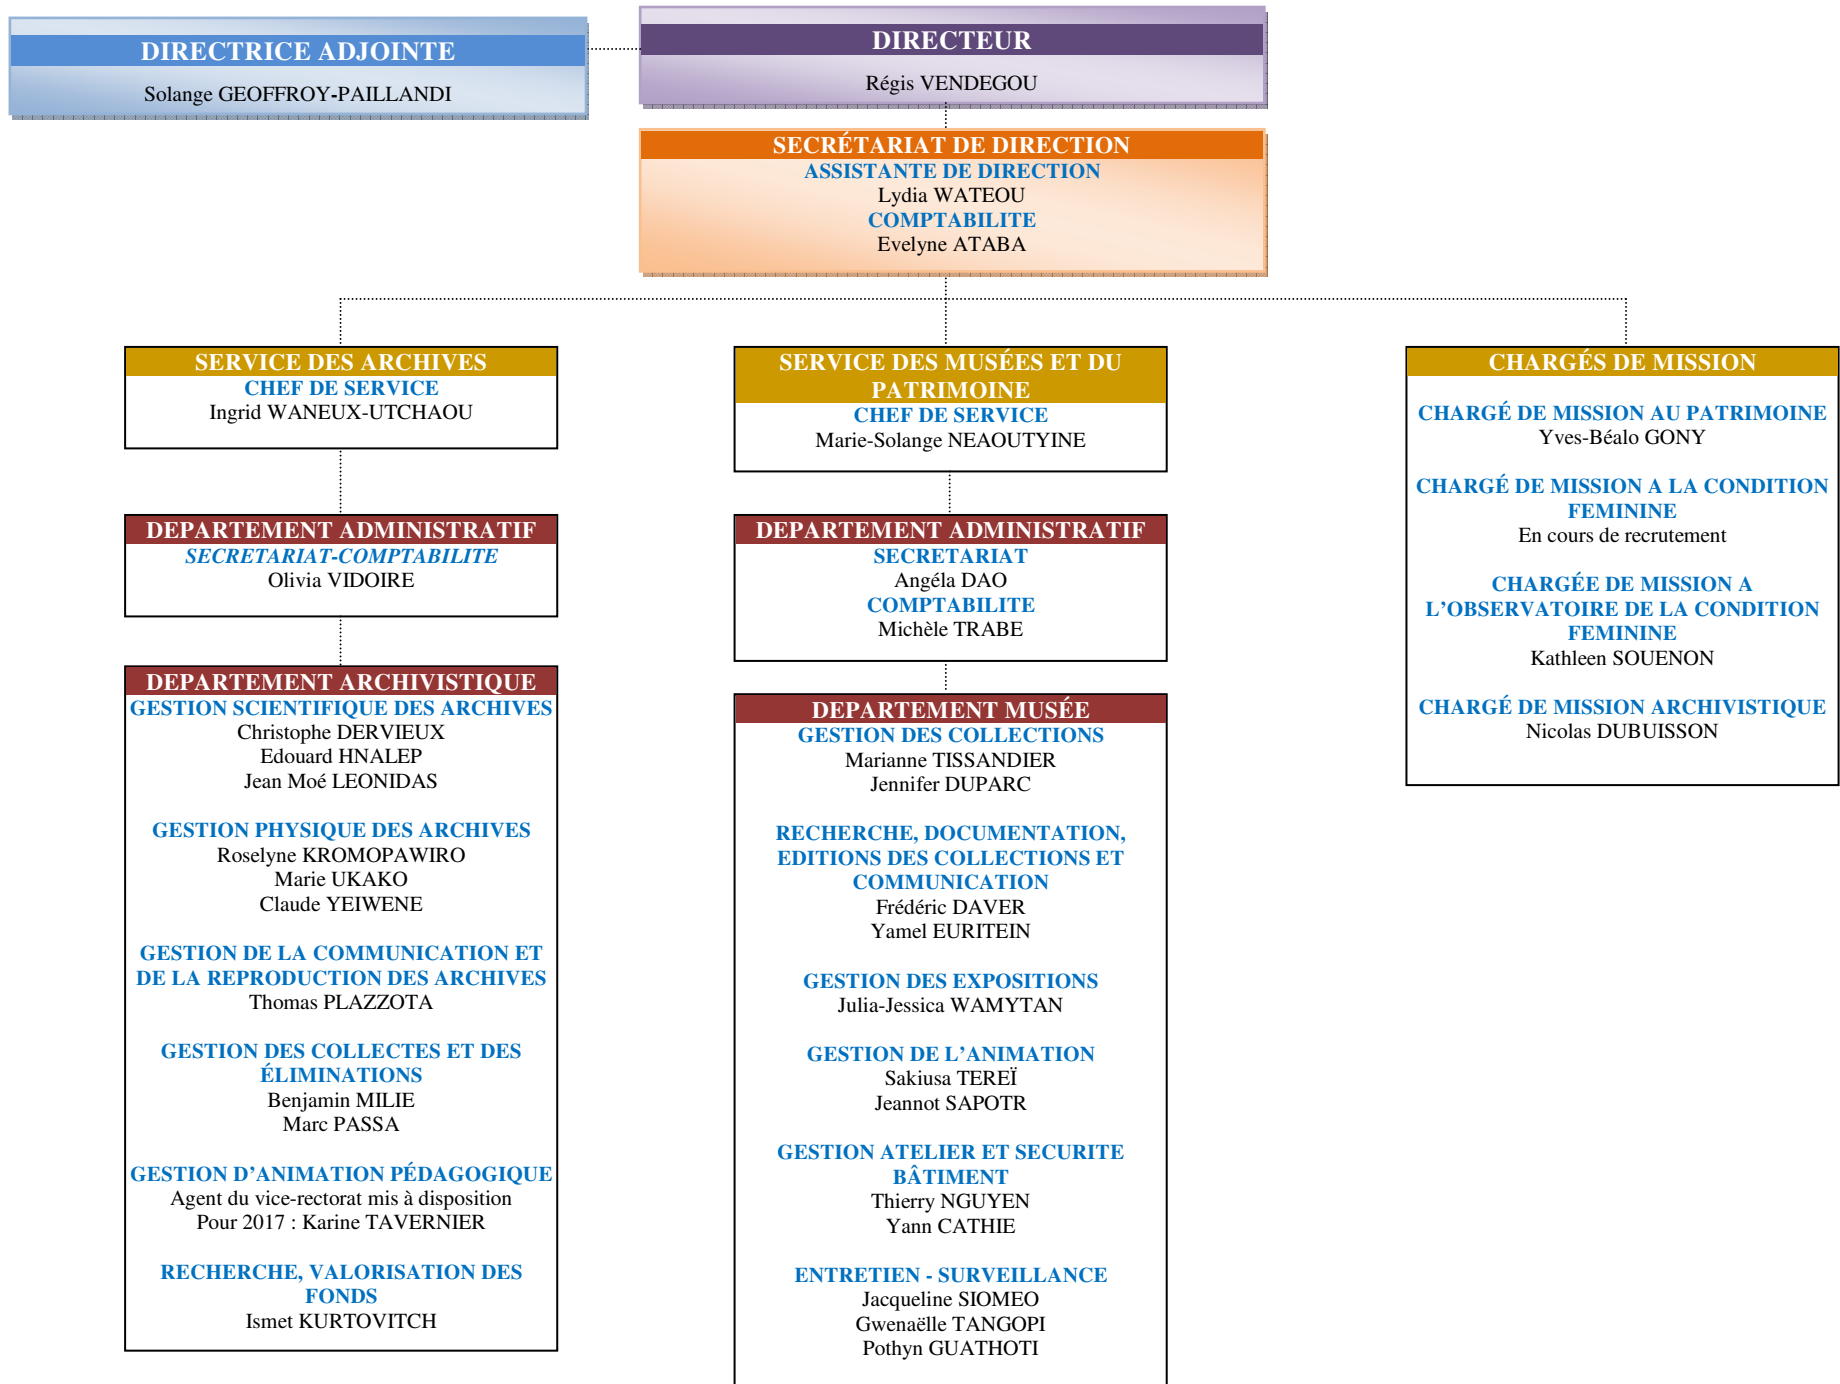 DIRECTRICE ADJOINTE
Solange GEOFFROY-PAILLANDI
DIRECTEUR
Régis VENDEGOU
SECRÉTARIAT DE DIRECTION
ASSISTANTE DE DIRECTION
Lydia WATEOU
COMPTABILITE
Evelyne ATABA
SERVICE DES ARCHIVES
CHEF DE SERVICE
Ingrid WANEUX-UTCHAOU
DEPARTEMENT ADMINISTRATIF
SECRETARIAT-COMPTABILITE
Olivia VIDOIRE
DEPARTEMENT ARCHIVISTIQUE
GESTION SCIENTIFIQUE DES ARCHIVES
Christophe DERVIEUX
Edouard HNALEP
Jean Moé LEONIDAS
GESTION PHYSIQUE DES ARCHIVES
Roselyne KROMOPAWIRO
Marie UKAKO
Claude YEIWENE
GESTION DE LA COMMUNICATION ET
DE LA REPRODUCTION DES ARCHIVES
Thomas PLAZZOTA
GESTION DES COLLECTES ET DES
ÉLIMINATIONS
Benjamin MILIE
Marc PASSA
GESTION D’ANIMATION PÉDAGOGIQUE
Agent du vice-rectorat mis à disposition
Pour 2017 : Karine TAVERNIER
RECHERCHE, VALORISATION DES
FONDS
Ismet KURTOVITCH
SERVICE DES MUSÉES ET DU
PATRIMOINE
CHEF DE SERVICE
Marie-Solange NEAOUTYINE
DEPARTEMENT ADMINISTRATIF
SECRETARIAT
Angéla DAO
COMPTABILITE
Michèle TRABE
DEPARTEMENT MUSÉE
GESTION DES COLLECTIONS
Marianne TISSANDIER
Jennifer DUPARC
RECHERCHE, DOCUMENTATION,
EDITIONS DES COLLECTIONS ET
COMMUNICATION
Frédéric DAVER
Yamel EURITEIN
GESTION DES EXPOSITIONS
Julia-Jessica WAMYTAN
GESTION DE L’ANIMATION
Sakiusa TEREÏ
Jeannot SAPOTR
GESTION ATELIER ET SECURITE
BÂTIMENT
Thierry NGUYEN
Yann CATHIE
ENTRETIEN - SURVEILLANCE
Jacqueline SIOMEO
Gwenaëlle TANGOPI
Pothyn GUATHOTI
CHARGÉS DE MISSION
CHARGÉ DE MISSION AU PATRIMOINE
Yves-Béalo GONY
CHARGÉ DE MISSION A LA CONDITION
FEMININE
En cours de recrutement
CHARGÉE DE MISSION A
L’OBSERVATOIRE DE LA CONDITION
FEMININE
Kathleen SOUENON
CHARGÉ DE MISSION ARCHIVISTIQUE
Nicolas DUBUISSON